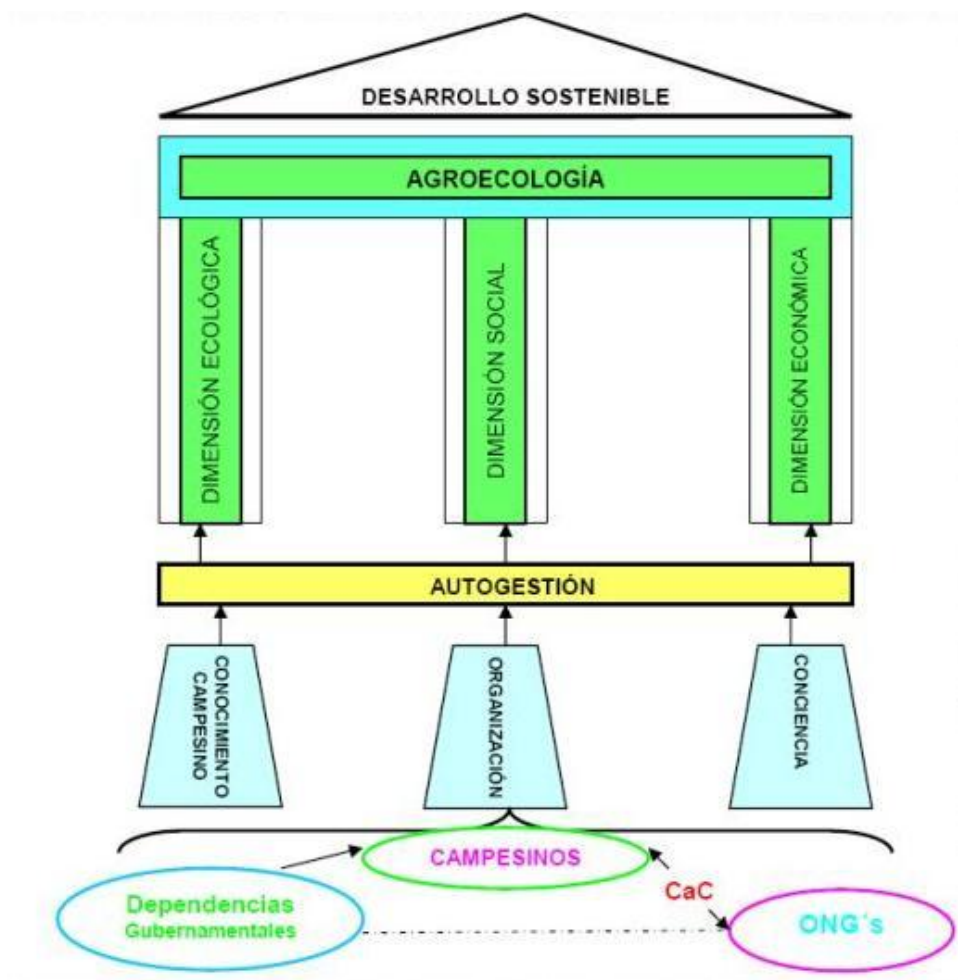 DESARROLLO SOSTENIBLE
AGROECOLOGÍA
DIMENSIÓN ECOLÓGICA
DIMENSIÓN SOCIAL
DIMENSIÓN ECONÓMICA
AUTOGESTIÓN
CONOCIMIENTO
CAMPESINO
ORGANIZACIÓN
CONCIENCIA
CAMPESINOS
CaC
Dependencias
Gubernamentales
ONG´s